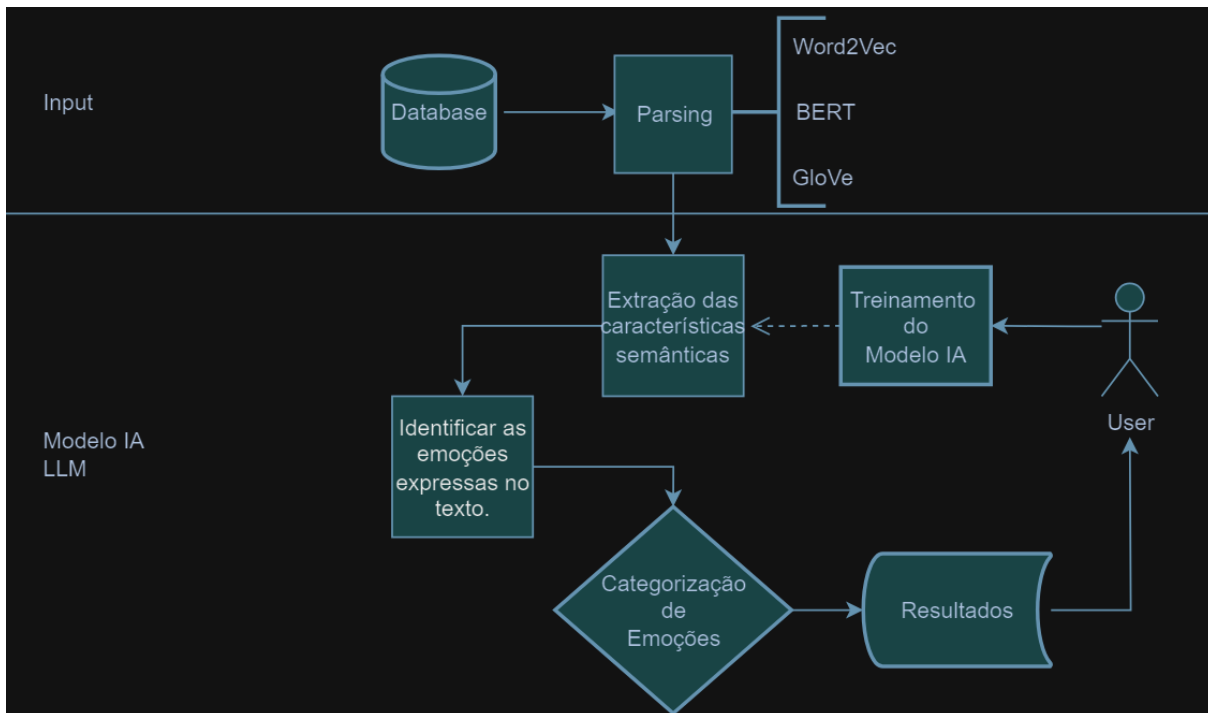 Input
Database
Parsing
Word2Vec
BERT
GloVe
Extração das
características
semânticas
Treinamento
do
Modelo IA
User
Modelo IA
LLM
Identificar as
emoções
expressas no
texto.
Categorização
de
Emoções
Resultados